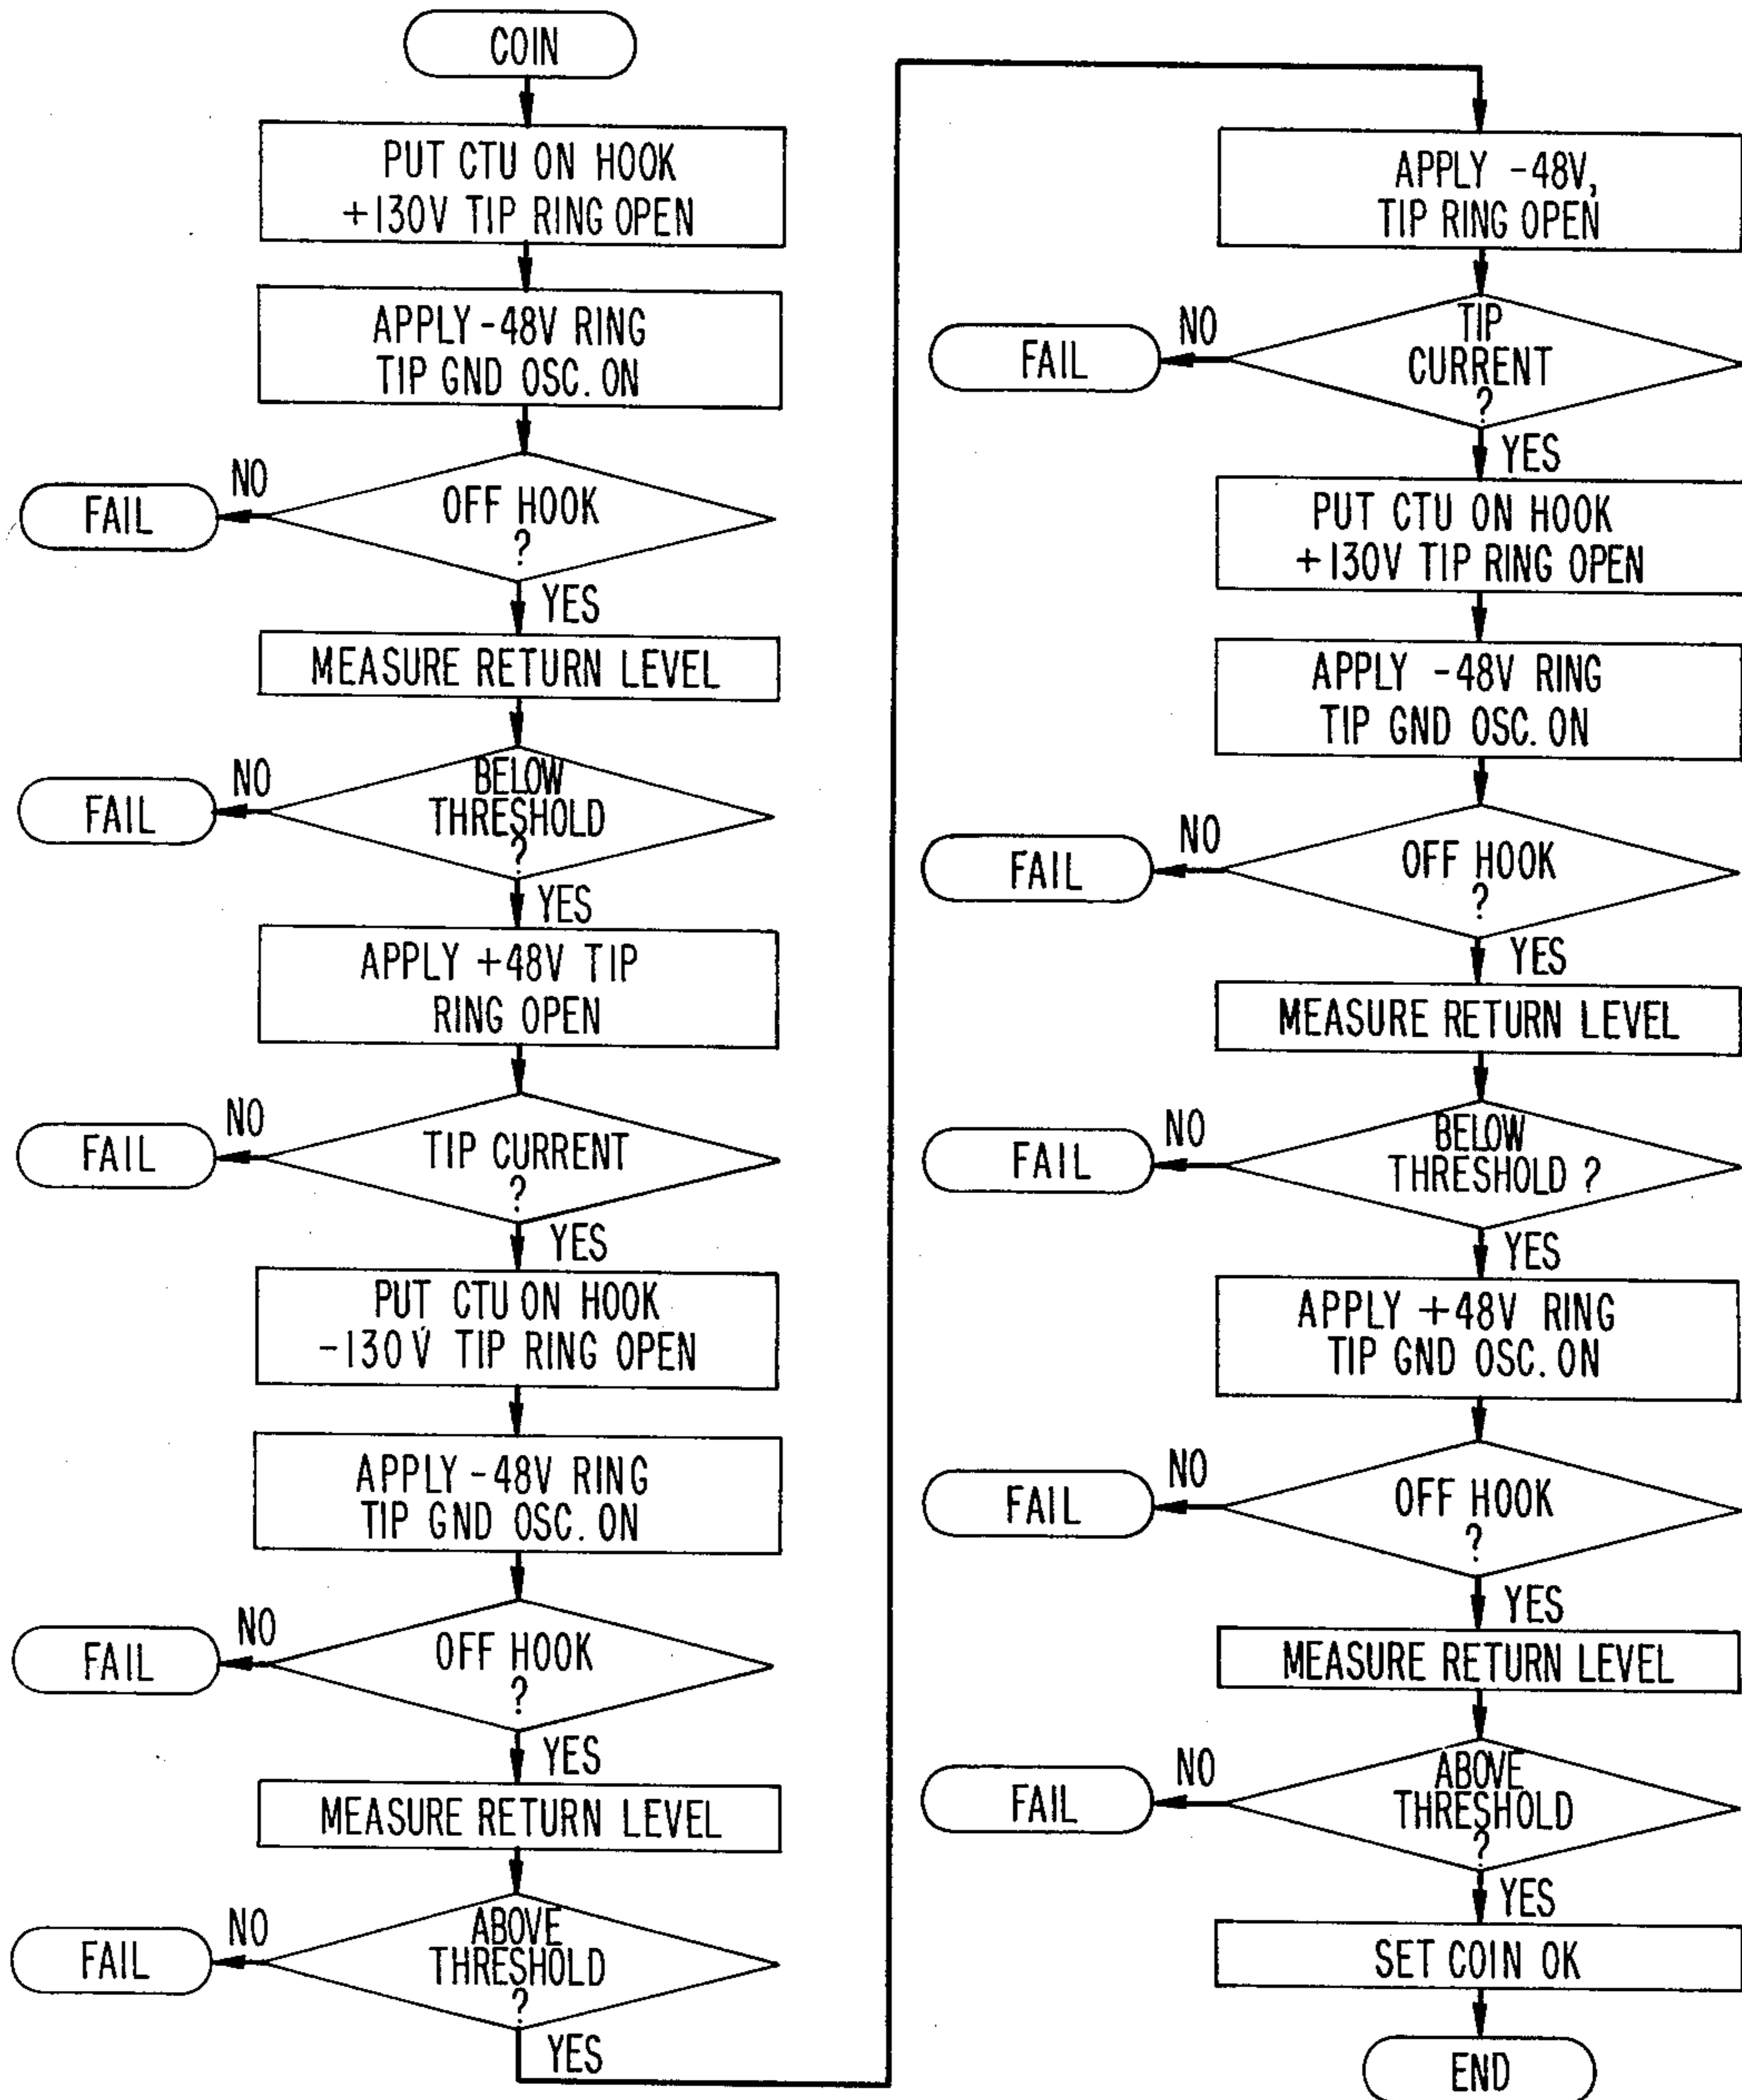 COIN
PUT CTU ON HOOK
+130V TIP RING OPEN
APPLY -48V RING
TIP GND OSC. ON
OFF HOOK
?
NO
FAIL
YES
MEASURE RETURN LEVEL
BELOW
THRESHOLD
?
NO
FAIL
YES
APPLY +48V TIP
RING OPEN
TIP CURRENT
?
NO
FAIL
YES
PUT CTU ON HOOK
-130V TIP RING OPEN
APPLY -48V RING
TIP GND OSC. ON
OFF HOOK
?
NO
FAIL
YES
MEASURE RETURN LEVEL
ABOVE
THRESHOLD
?
NO
FAIL
YES
APPLY -48V,
TIP RING OPEN
TIP
CURRENT
?
NO
FAIL
YES
PUT CTU ON HOOK
+130V TIP RING OPEN
APPLY -48V RING
TIP GND OSC. ON
OFF HOOK
?
NO
FAIL
YES
MEASURE RETURN LEVEL
BELOW
THRESHOLD ?
NO
FAIL
YES
APPLY +48V RING
TIP GND OSC. ON
OFF HOOK
?
NO
FAIL
YES
MEASURE RETURN LEVEL
ABOVE
THRESHOLD
?
NO
FAIL
YES
SET COIN OK
END